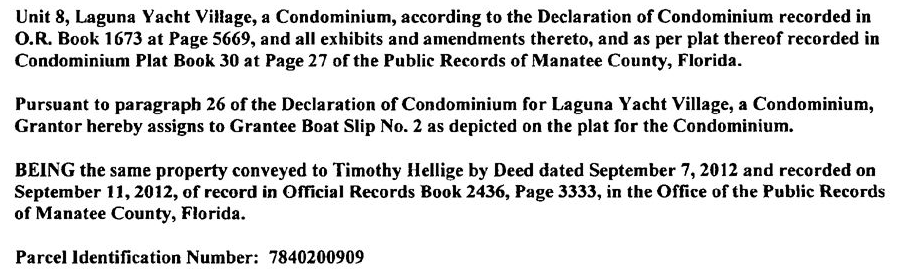 Unit 8, Laguna Yacht Village, a Condominium, according to the Declaration of Condominium recorded in
O.R. Book 1673 at Page 5669, and all exhibits and amendments thereto, and as per plat thereof recorded in
Condominium Plat Book 30 at Page 27 of the Public Records of Manatee County, Florida.
Pursuant to paragraph 26 of the Declaration of Condominium for Laguna Yacht Village, a Condominium,
Grantor hereby assigns to Grantee Boat Slip No. 2 as depicted on the plat for the Condominium.
BEING the same property conveyed to Timothy Hellige by Deed dated September 7, 2012 and recorded on
September 11, 2012, of record in Official Records Book 2436, Page 3333, in the Office of the Public Records
of Manatee County, Florida.
Parcel Identification Number: 7840200909